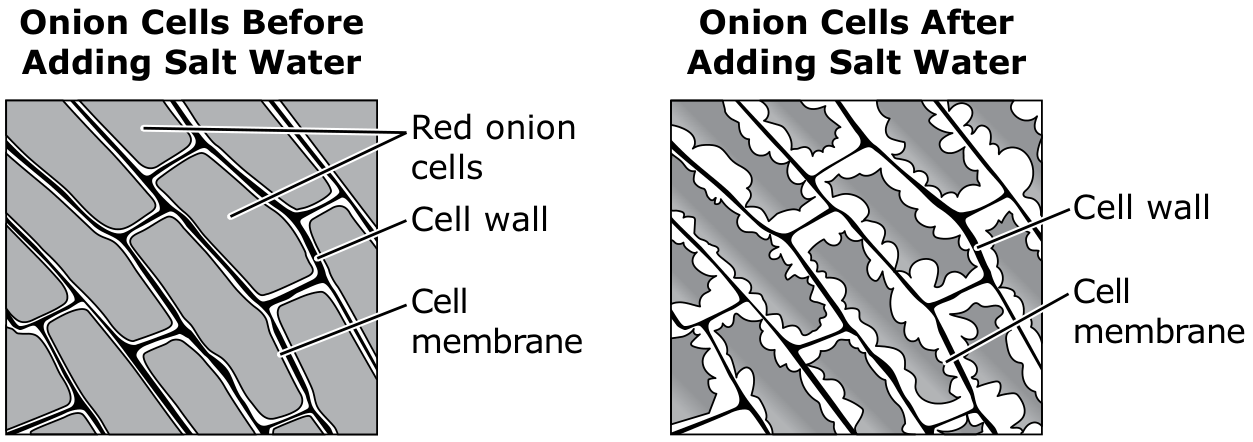 Onion Cells Before
Adding Salt Water
Red onion
cells
Cell wall
Cell
membrane
Onion Cells After
Adding Salt Water
Cell wall
Cell
membrane